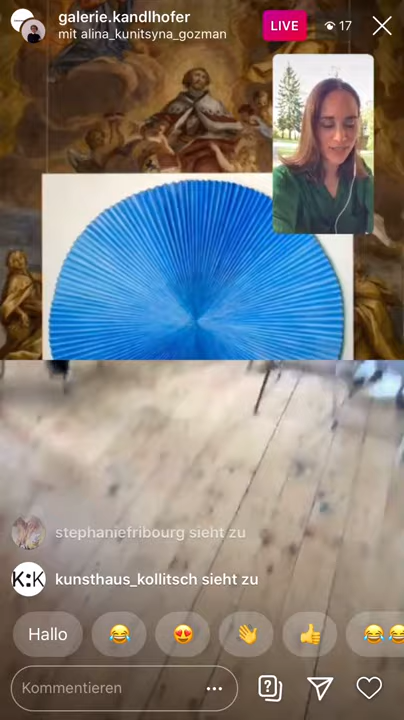 galerie.kandlhofer
mit alina_kunitsyna_gozman
LIVE
17
stephaniefribourg sieht zu
K:K
kunsthaus_kollitsch sieht zu
Hallo
Kommentieren